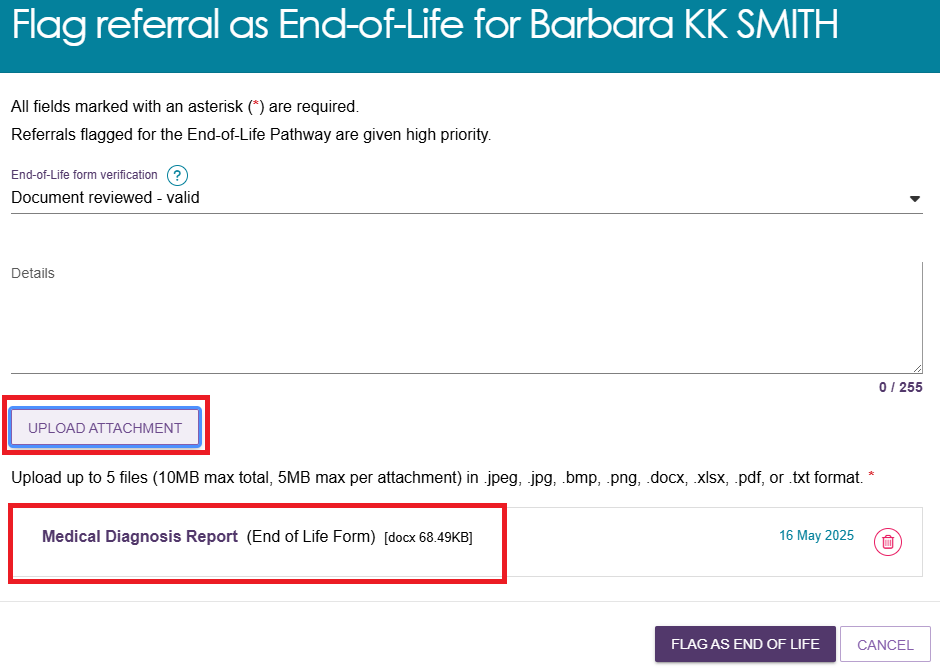 Flag referral as End-of-Life for Barbara KK SMITH
All fields marked with an asterisk (*) are required.
Referrals flagged for the End-of-Life Pathway are given high priority.
End-of-Life form verification ?
Document reviewed - valid
Details
0 / 255
UPLOAD ATTACHMENT
Upload up to 5 files (10MB max total, 5MB max per attachment) in .jpeg, .jpg, .bmp, .png, .docx, .xlsx, .pdf, or .txt format. *
Medical Diagnosis Report (End of Life Form) [docx 68.49KB] 16 May 2025
FLAG AS END OF LIFE CANCEL